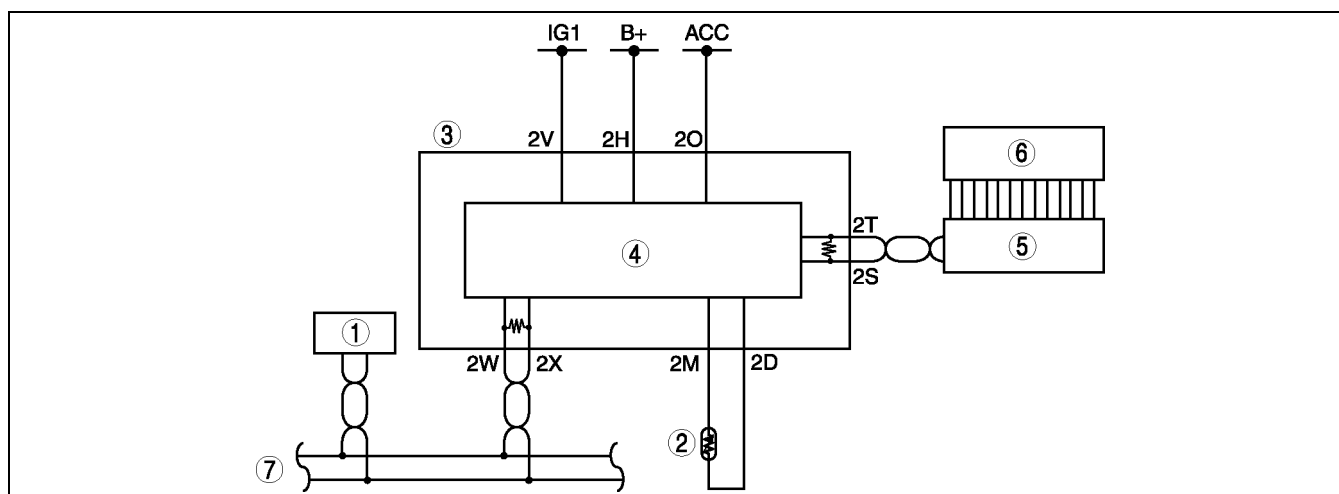 IG1 B+ ACC
③ 2V 2H 2O
⑥
2T
④ ⑤
2S
①
2W 2X 2M 2D
②
⑦